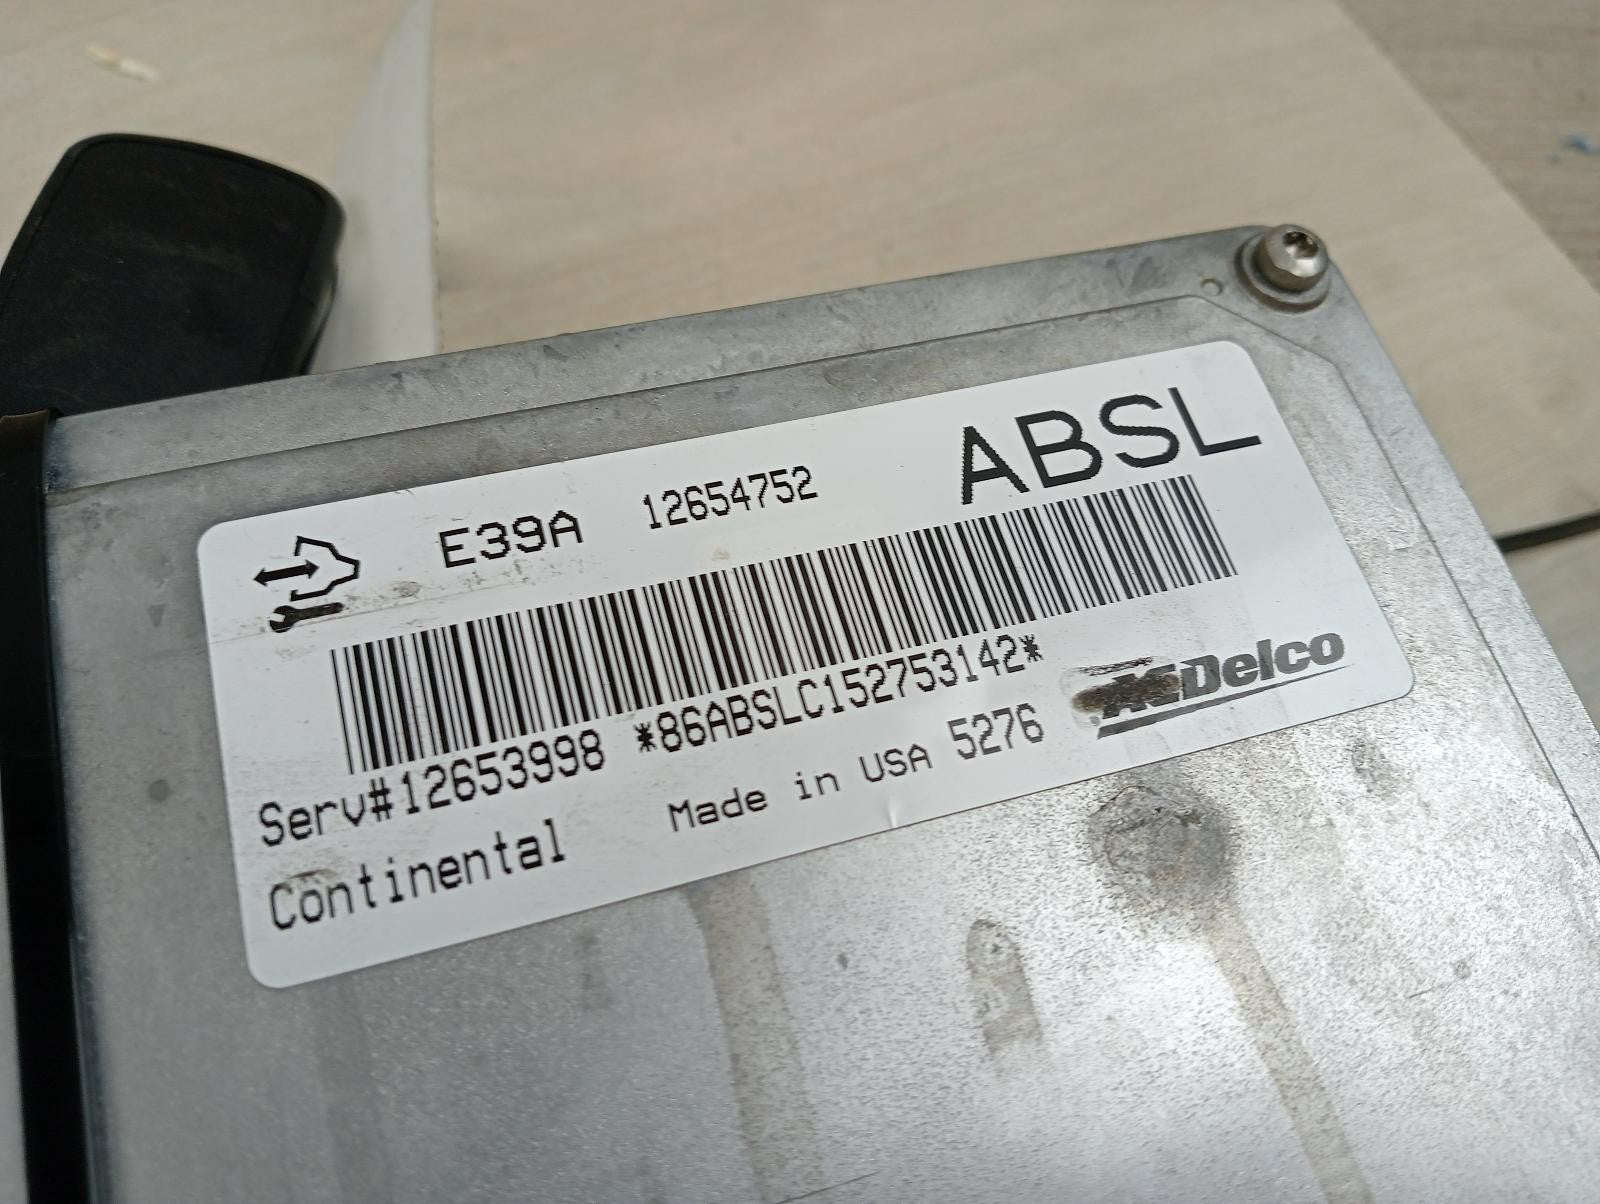 E39A 12654752 ABSL
Serv#12653998 *86ABSLC152753142*
Continental Made in USA 5276 ACDelco